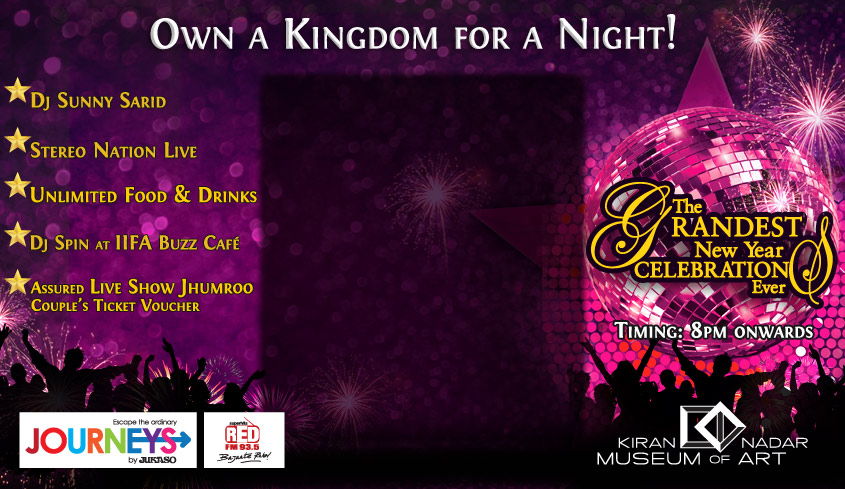 Own a Kingdom for a Night!
Dj Sunny Sarid
Stereo Nation Live
Unlimited Food & Drinks
Dj Spin at IIFA Buzz Café
Assured Live Show Jhumroo
Couple's Ticket Voucher
The
Grandest
New Year
Celebrations
Ever
Timing: 8pm onwards
Escape the ordinary
JOURNEYS
by JUKASO
superhits
RED
FM 93.5
Bajaate Raho!
KIRAN NADAR
MUSEUM OF ART